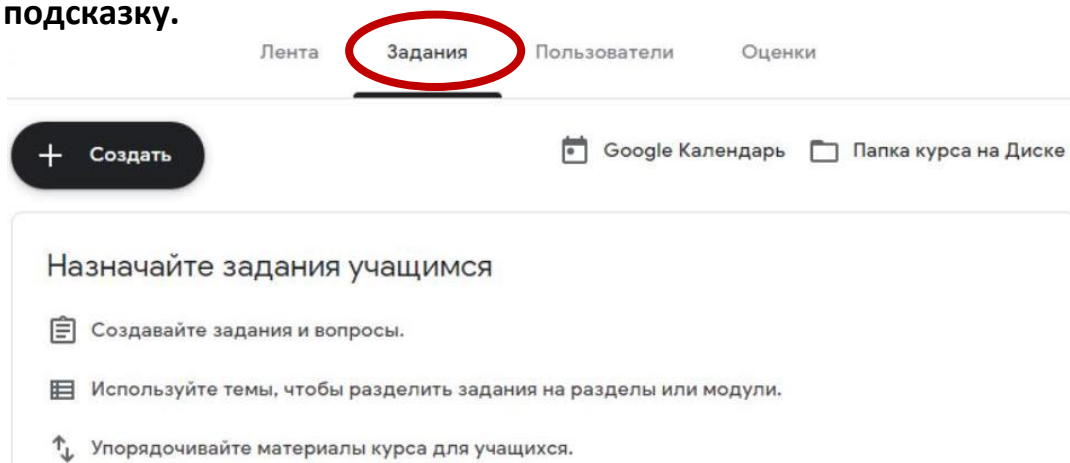 подсказку.
Лента Задания Пользователи Оценки
Создать Google Календарь Папка курса на Диске
Назначайте задания учащимся
Создавайте задания и вопросы.
Используйте темы, чтобы разделить задания на разделы или модули.
Упорядочивайте материалы курса для учащихся.